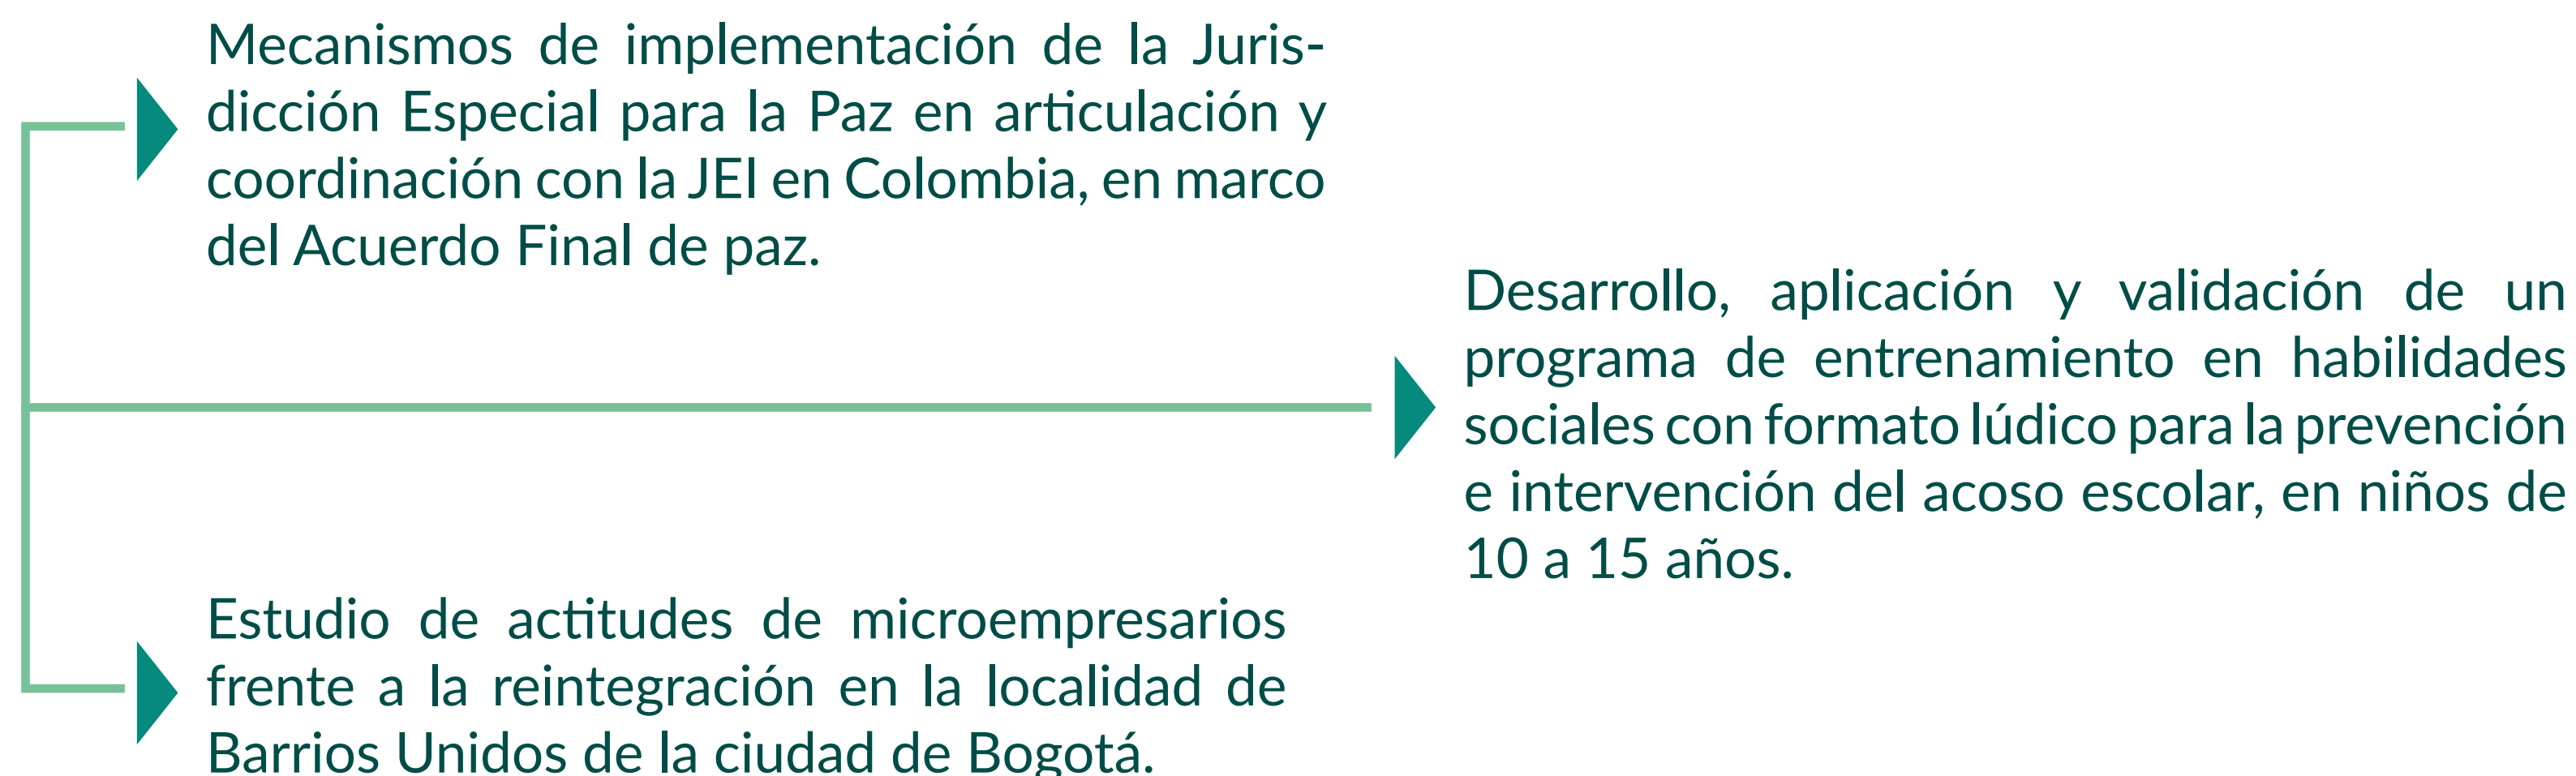 Mecanismos de implementación de la Juris-
dicción Especial para la Paz en articulación y
coordinación con la JEI en Colombia, en marco
del Acuerdo Final de paz.
Desarrollo, aplicación y validación de un
programa de entrenamiento en habilidades
sociales con formato lúdico para la prevención
e intervención del acoso escolar, en niños de
10 a 15 años.
Estudio de actitudes de microempresarios
frente a la reintegración en la localidad de
Barrios Unidos de la ciudad de Bogotá.